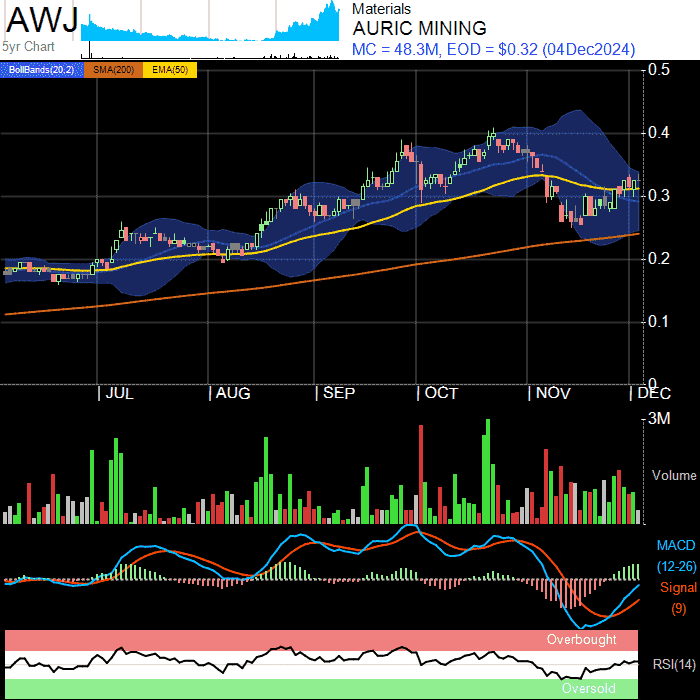 AWJ
5yr Chart
Materials
AURIC MINING
MC = 48.3M, EOD = $0.32 (04Dec2024)
BollBands(20,2) SMA(200) EMA(50)
0.5
0.4
0.3
0.2
0.1
0
JUL AUG SEP OCT NOV DEC
3M
Volume
MACD
(12-26)
Signal
(9)
Overbought
RSI(14)
Oversold